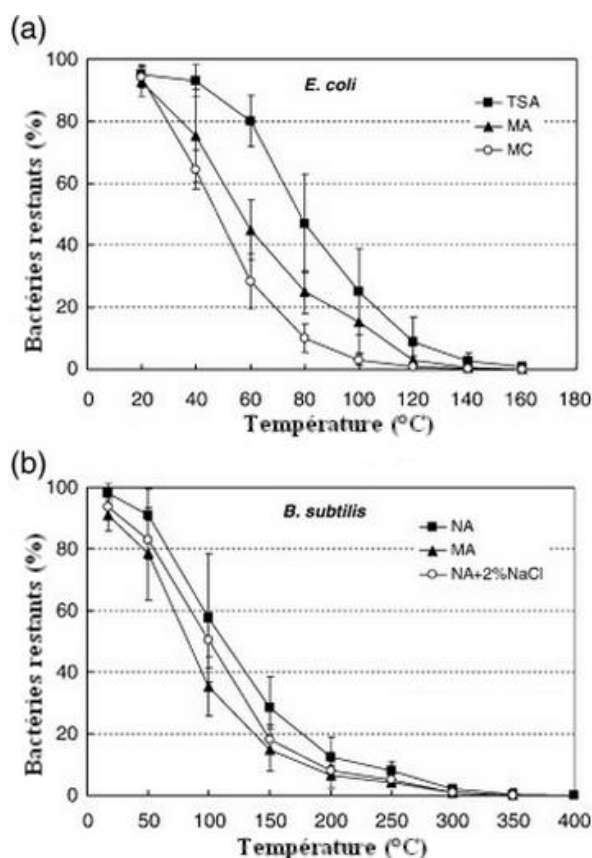 (a)
100
80
60
40
20
0
Bactéries restants (%)
E. coli
TSA
MA
MC
0 20 40 60 80 100 120 140 160 180
Température (°C)
(b)
100
80
60
40
20
0
Bactéries restants (%)
B. subtilis
NA
MA
NA+2%NaCl
0 50 100 150 200 250 300 350 400
Température (°C)